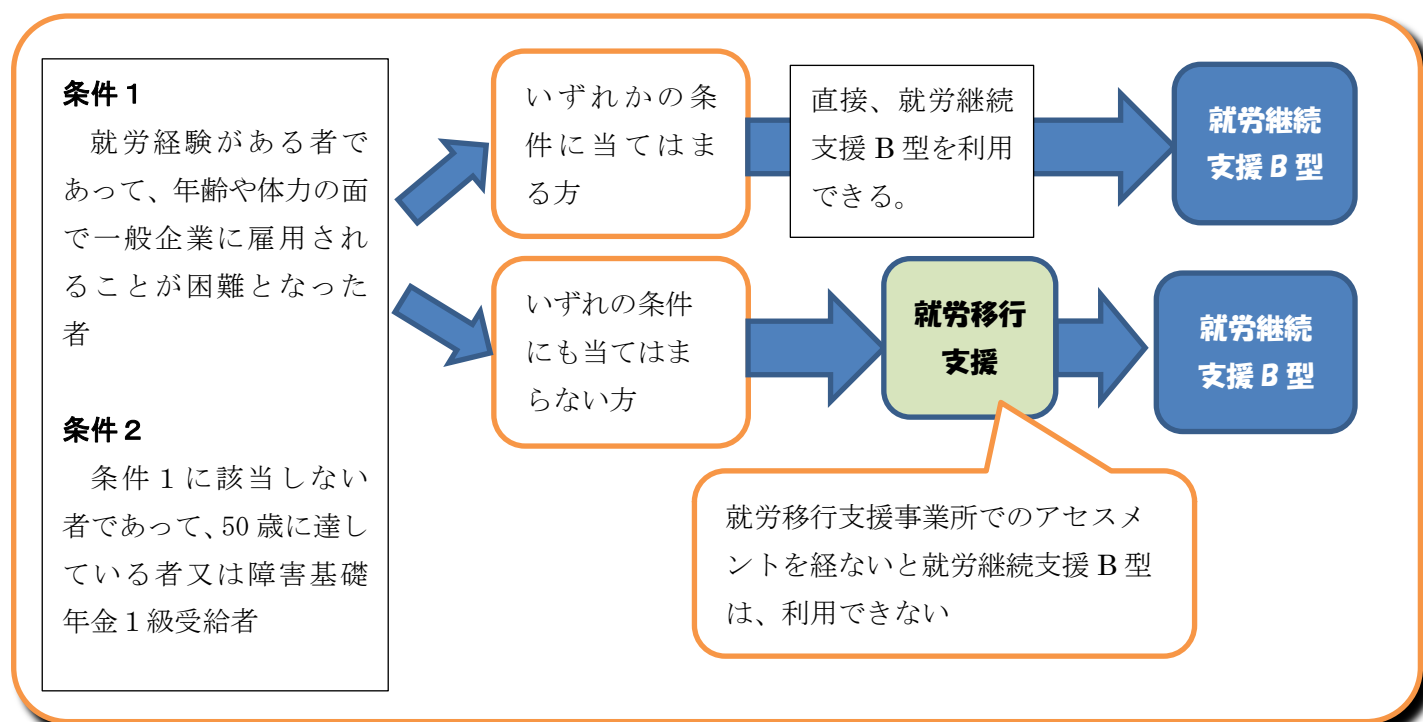 条件１
就労経験がある者で
あって、年齢や体力の面
で一般企業に雇用され
ることが困難となった
者
条件２
条件１に該当しない
者であって、50歳に達し
ている者又は障害基礎
年金１級受給者
いずれかの条
件に当てはま
る方
直接、就労継続
支援 B 型を利用
できる。
就労継続
支援 B 型
いずれの条件
にも当てはま
らない方
就労移行
支援
就労継続
支援 B 型
就労移行支援事業所でのアセスメ
ントを経ないと就労継続支援 B 型
は、利用できない